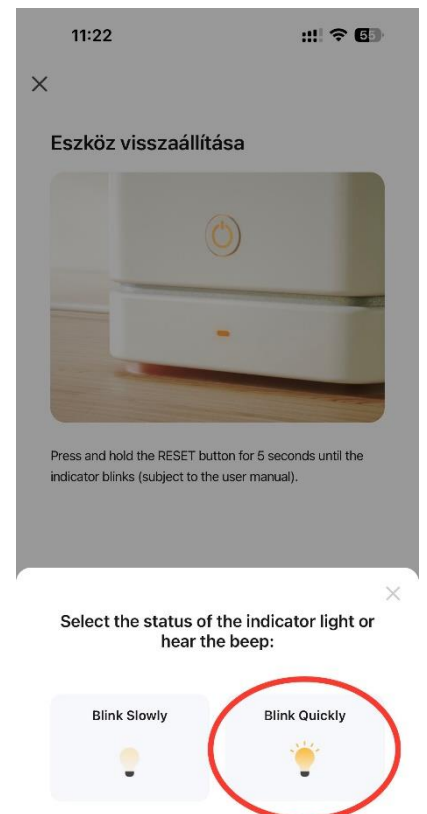 11:22
55
Eszköz visszaállítása
Press and hold the RESET button for 5 seconds until the
indicator blinks (subject to the user manual).
Select the status of the indicator light or
hear the beep:
Blink Slowly
Blink Quickly